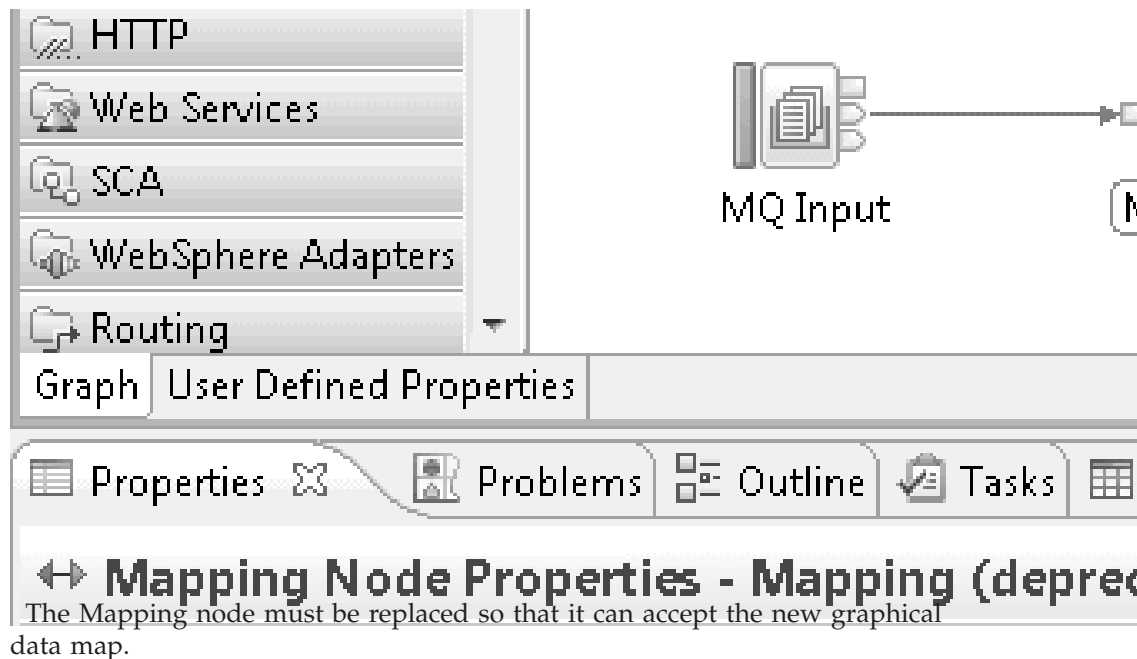 HTTP
Web Services
SCA
WebSphere Adapters
Routing
MQ Input
Graph User Defined Properties
Properties Problems Outline Tasks
Mapping Node Properties - Mapping
The Mapping node must be replaced so that it can accept the new graphical
data map.